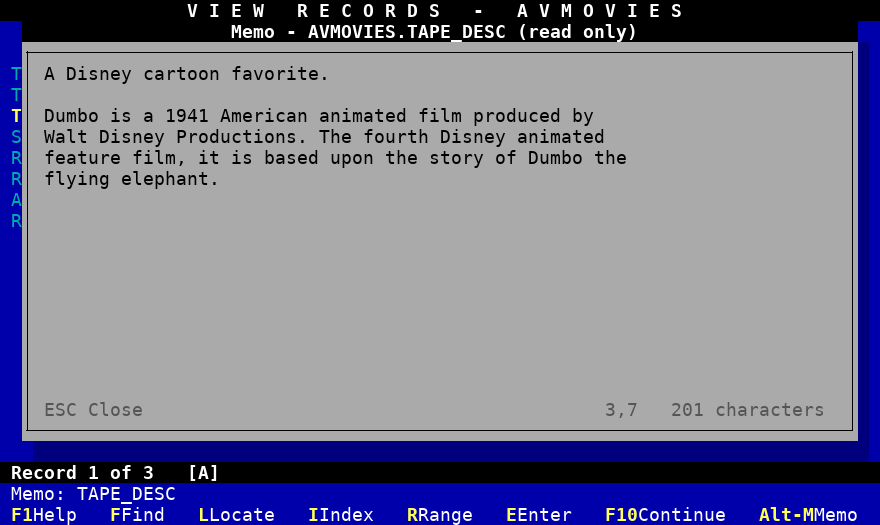 V I E W   R E C O R D S   -   A V M O V I E S
Memo - AVMOVIES.TAPE_DESC (read only)
A Disney cartoon favorite.
T
T
Dumbo is a 1941 American animated film produced by
T
Walt Disney Productions. The fourth Disney animated
S
feature film, it is based upon the story of Dumbo the
R
flying elephant.
R
A
R
ESC Close 3,7 201 characters
Record 1 of 3 [A]
Memo: TAPE_DESC
F1Help FFind LLocate IIndex RRange EEnter F10Continue Alt-MMemo